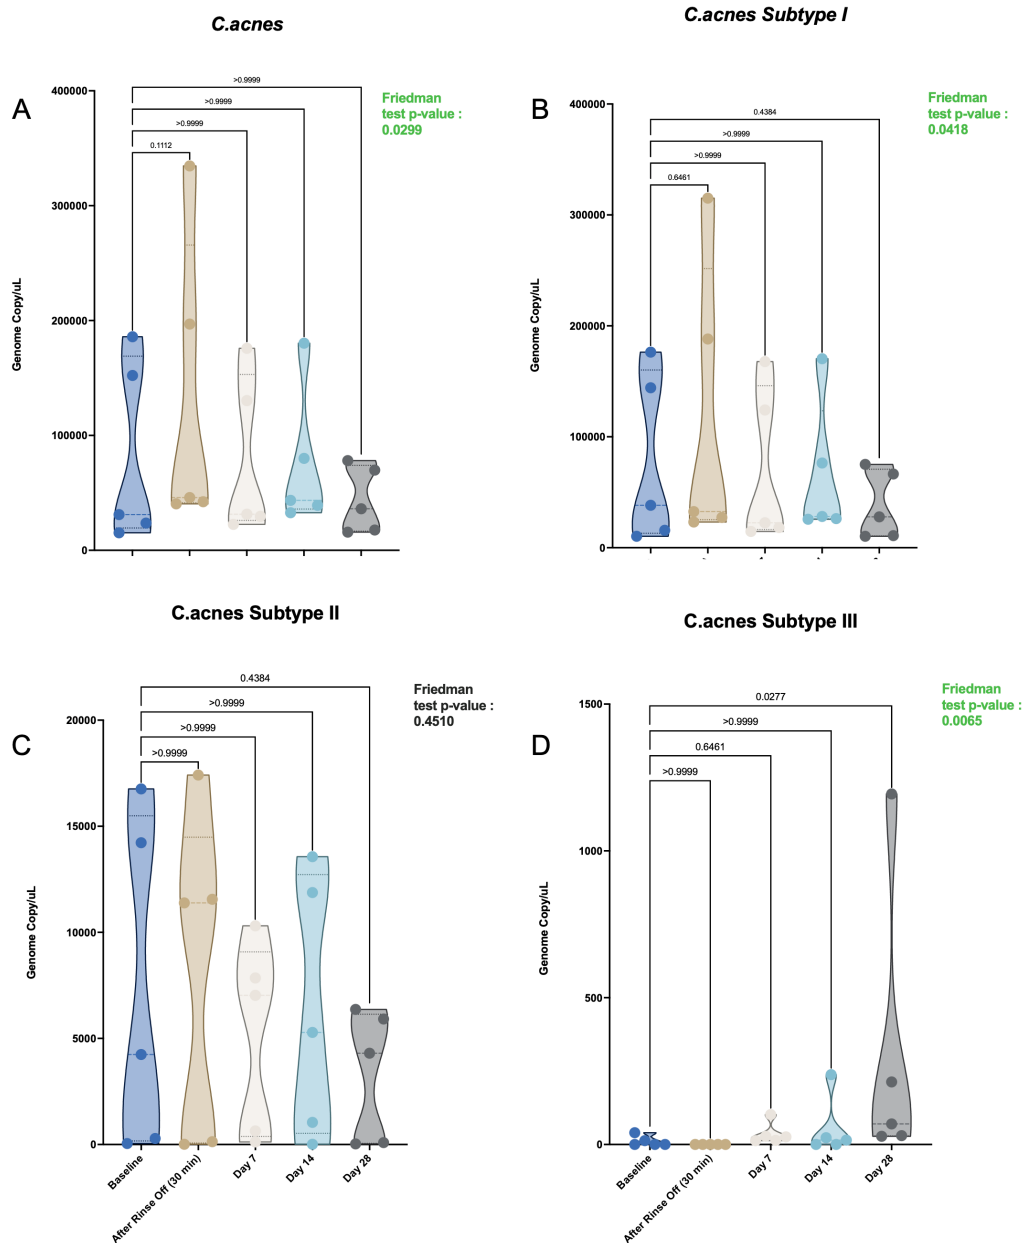 C.acnes
C.acnes Subtype I
A
>0.9999
>0.9999
>0.9999
0.1112
Friedman
test p-value :
0.0299
400000
300000
200000
100000
0
Genome Copy/uL
B
0.4384
>0.9999
>0.9999
0.6461
Friedman
test p-value :
0.0418
400000
300000
200000
100000
0
Genome Copy/uL
C.acnes Subtype II
C.acnes Subtype III
C
0.4384
>0.9999
>0.9999
>0.9999
Friedman
test p-value :
0.4510
20000
15000
10000
5000
0
Genome Copy/uL
Baseline
After Rinse Off (30 min)
Day 7
Day 14
Day 28
D
0.0277
>0.9999
0.6461
>0.9999
Friedman
test p-value :
0.0065
1500
1000
500
0
Genome Copy/uL
Baseline
After Rinse Off (30 min)
Day 7
Day 14
Day 28